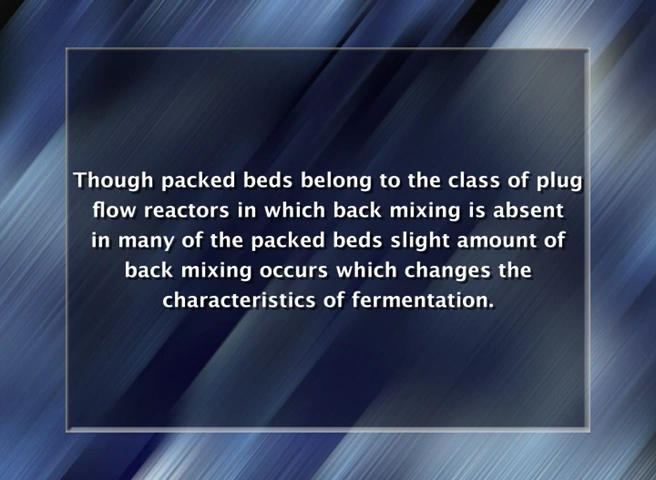 Though packed beds belong to the class of plug
flow reactors in which back mixing is absent
in many of the packed beds slight amount of
back mixing occurs which changes the
characteristics of fermentation.